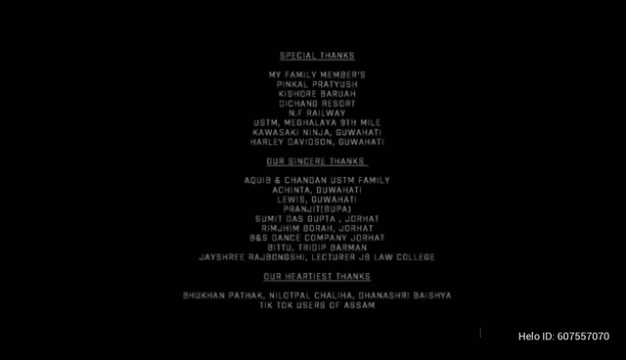 SPECIAL THANKS
MY FAMILY MEMBER'S
PINKAL PRATYUSH
KISHORE BARUAH
DICHANG RESORT
N.F RAILWAY
USTM, MEGHALAYA 9TH MILE
KAWASAKI NINJA, GUWAHATI
HARLEY DAVIDSON, GUWAHATI
OUR SINCERE THANKS
AQUIB & CHANDAN USTM FAMILY
ACHINTA, GUWAHATI
LEWIS, GUWAHATI
PRANJIT(BUPA)
SUMIT DAS GUPTA , JORHAT
RIMJHIM BORAH, JORHAT
B&S DANCE COMPANY JORHAT
BITTU, TRIDIP BARMAN
JAYSHREE RAJBONGSHI, LECTURER JB LAW COLLEGE
OUR HEARTIEST THANKS
BHUKHAN PATHAK, NILOTPAL CHALIHA, DHANASHRI BAISHYA
TIK TOK USERS OF ASSAM
Helo ID: 607557070